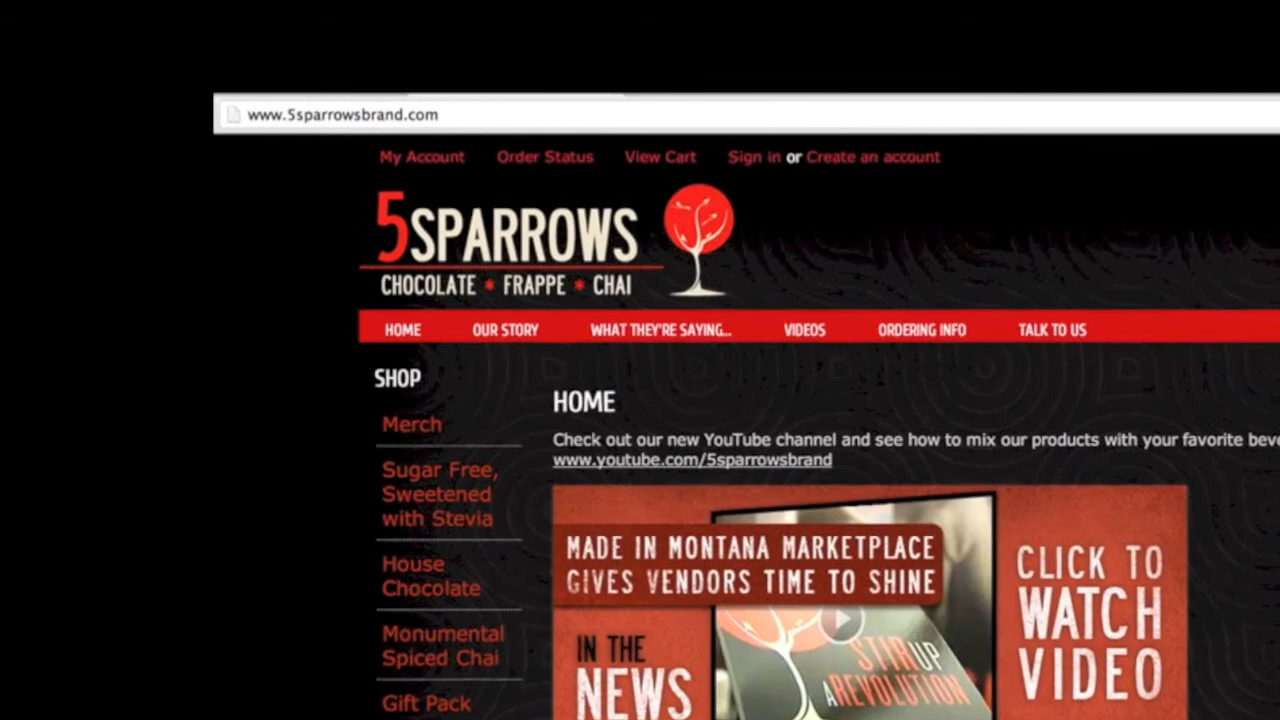 www.5sparrowsbrand.com
My Account Order Status View Cart Sign in or Create an account
5SPARROWS
CHOCOLATE * FRAPPE * CHAI
HOME OUR STORY WHAT THEY'RE SAYING... VIDEOS ORDERING INFO TALK TO US
SHOP
Merch
Sugar Free,
Sweetened
with Stevia
House
Chocolate
Monumental
Spiced Chai
Gift Pack
HOME
Check out our new YouTube channel and see how to mix our products with your favorite beve
www.youtube.com/5sparrowsbrand
MADE IN MONTANA MARKETPLACE
GIVES VENDORS TIME TO SHINE
IN THE
NEWS
STIR UP
A REVOLUTION
CLICK TO
WATCH
VIDEO